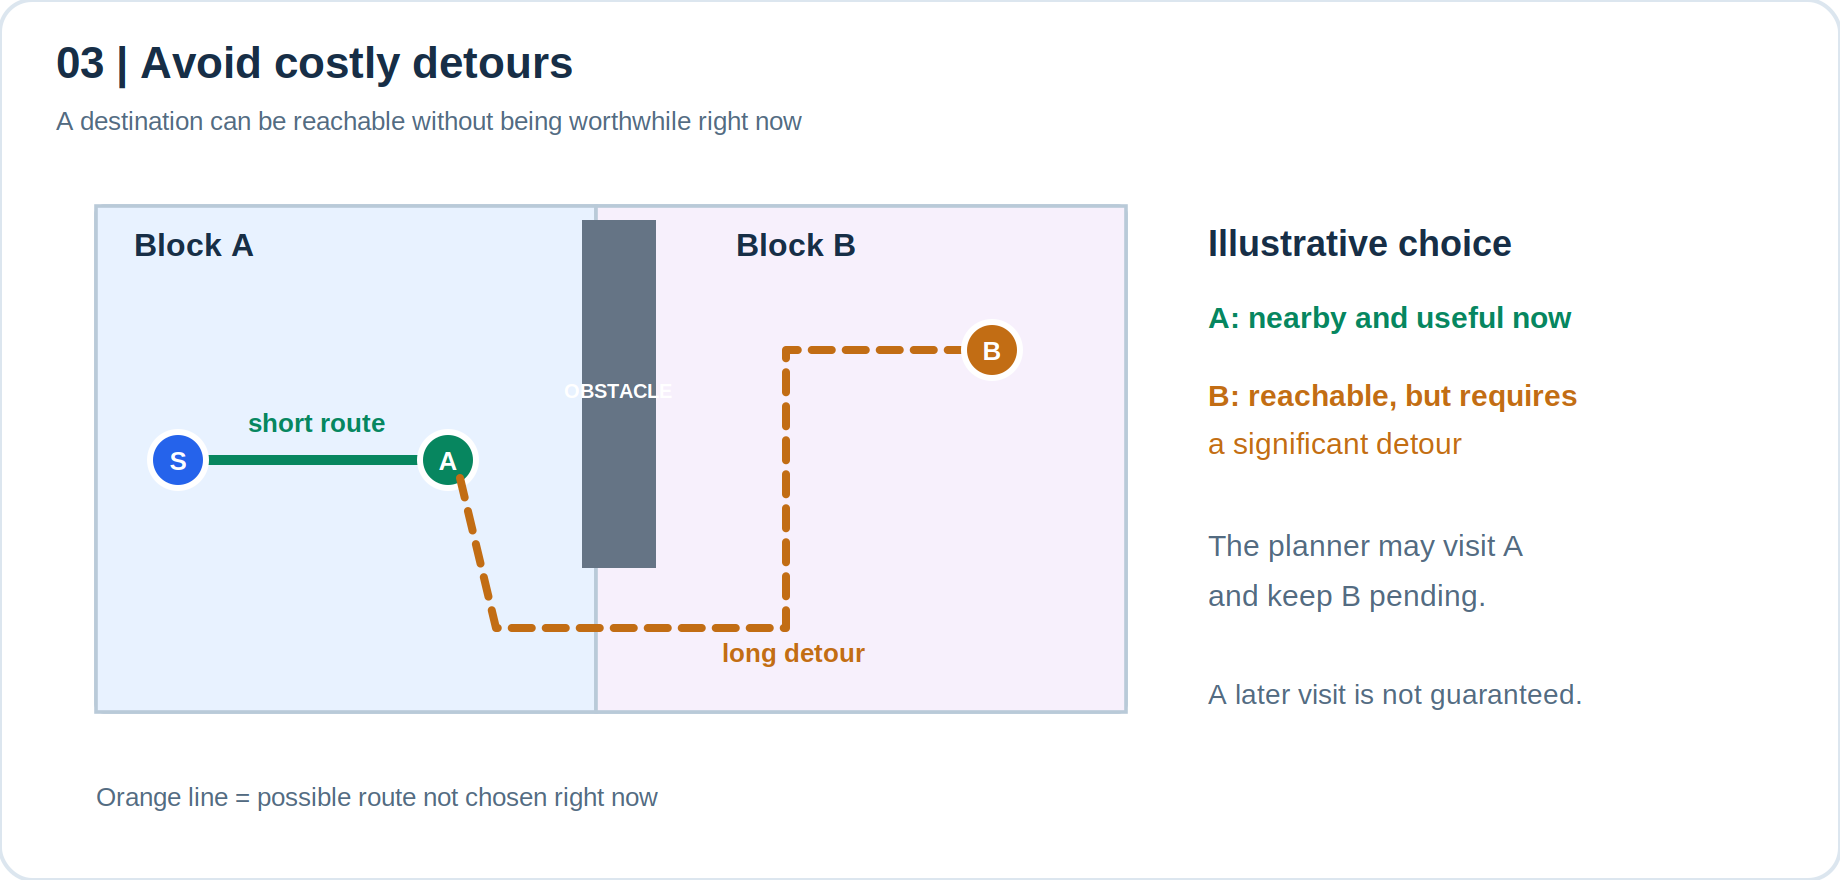 03 | Avoid costly detours
A destination can be reachable without being worthwhile right now
Block A
Block B
OBSTACLE
short route
S
A
B
long detour
Illustrative choice
A: nearby and useful now
B: reachable, but requires
a significant detour
The planner may visit A
and keep B pending.
A later visit is not guaranteed.
Orange line = possible route not chosen right now